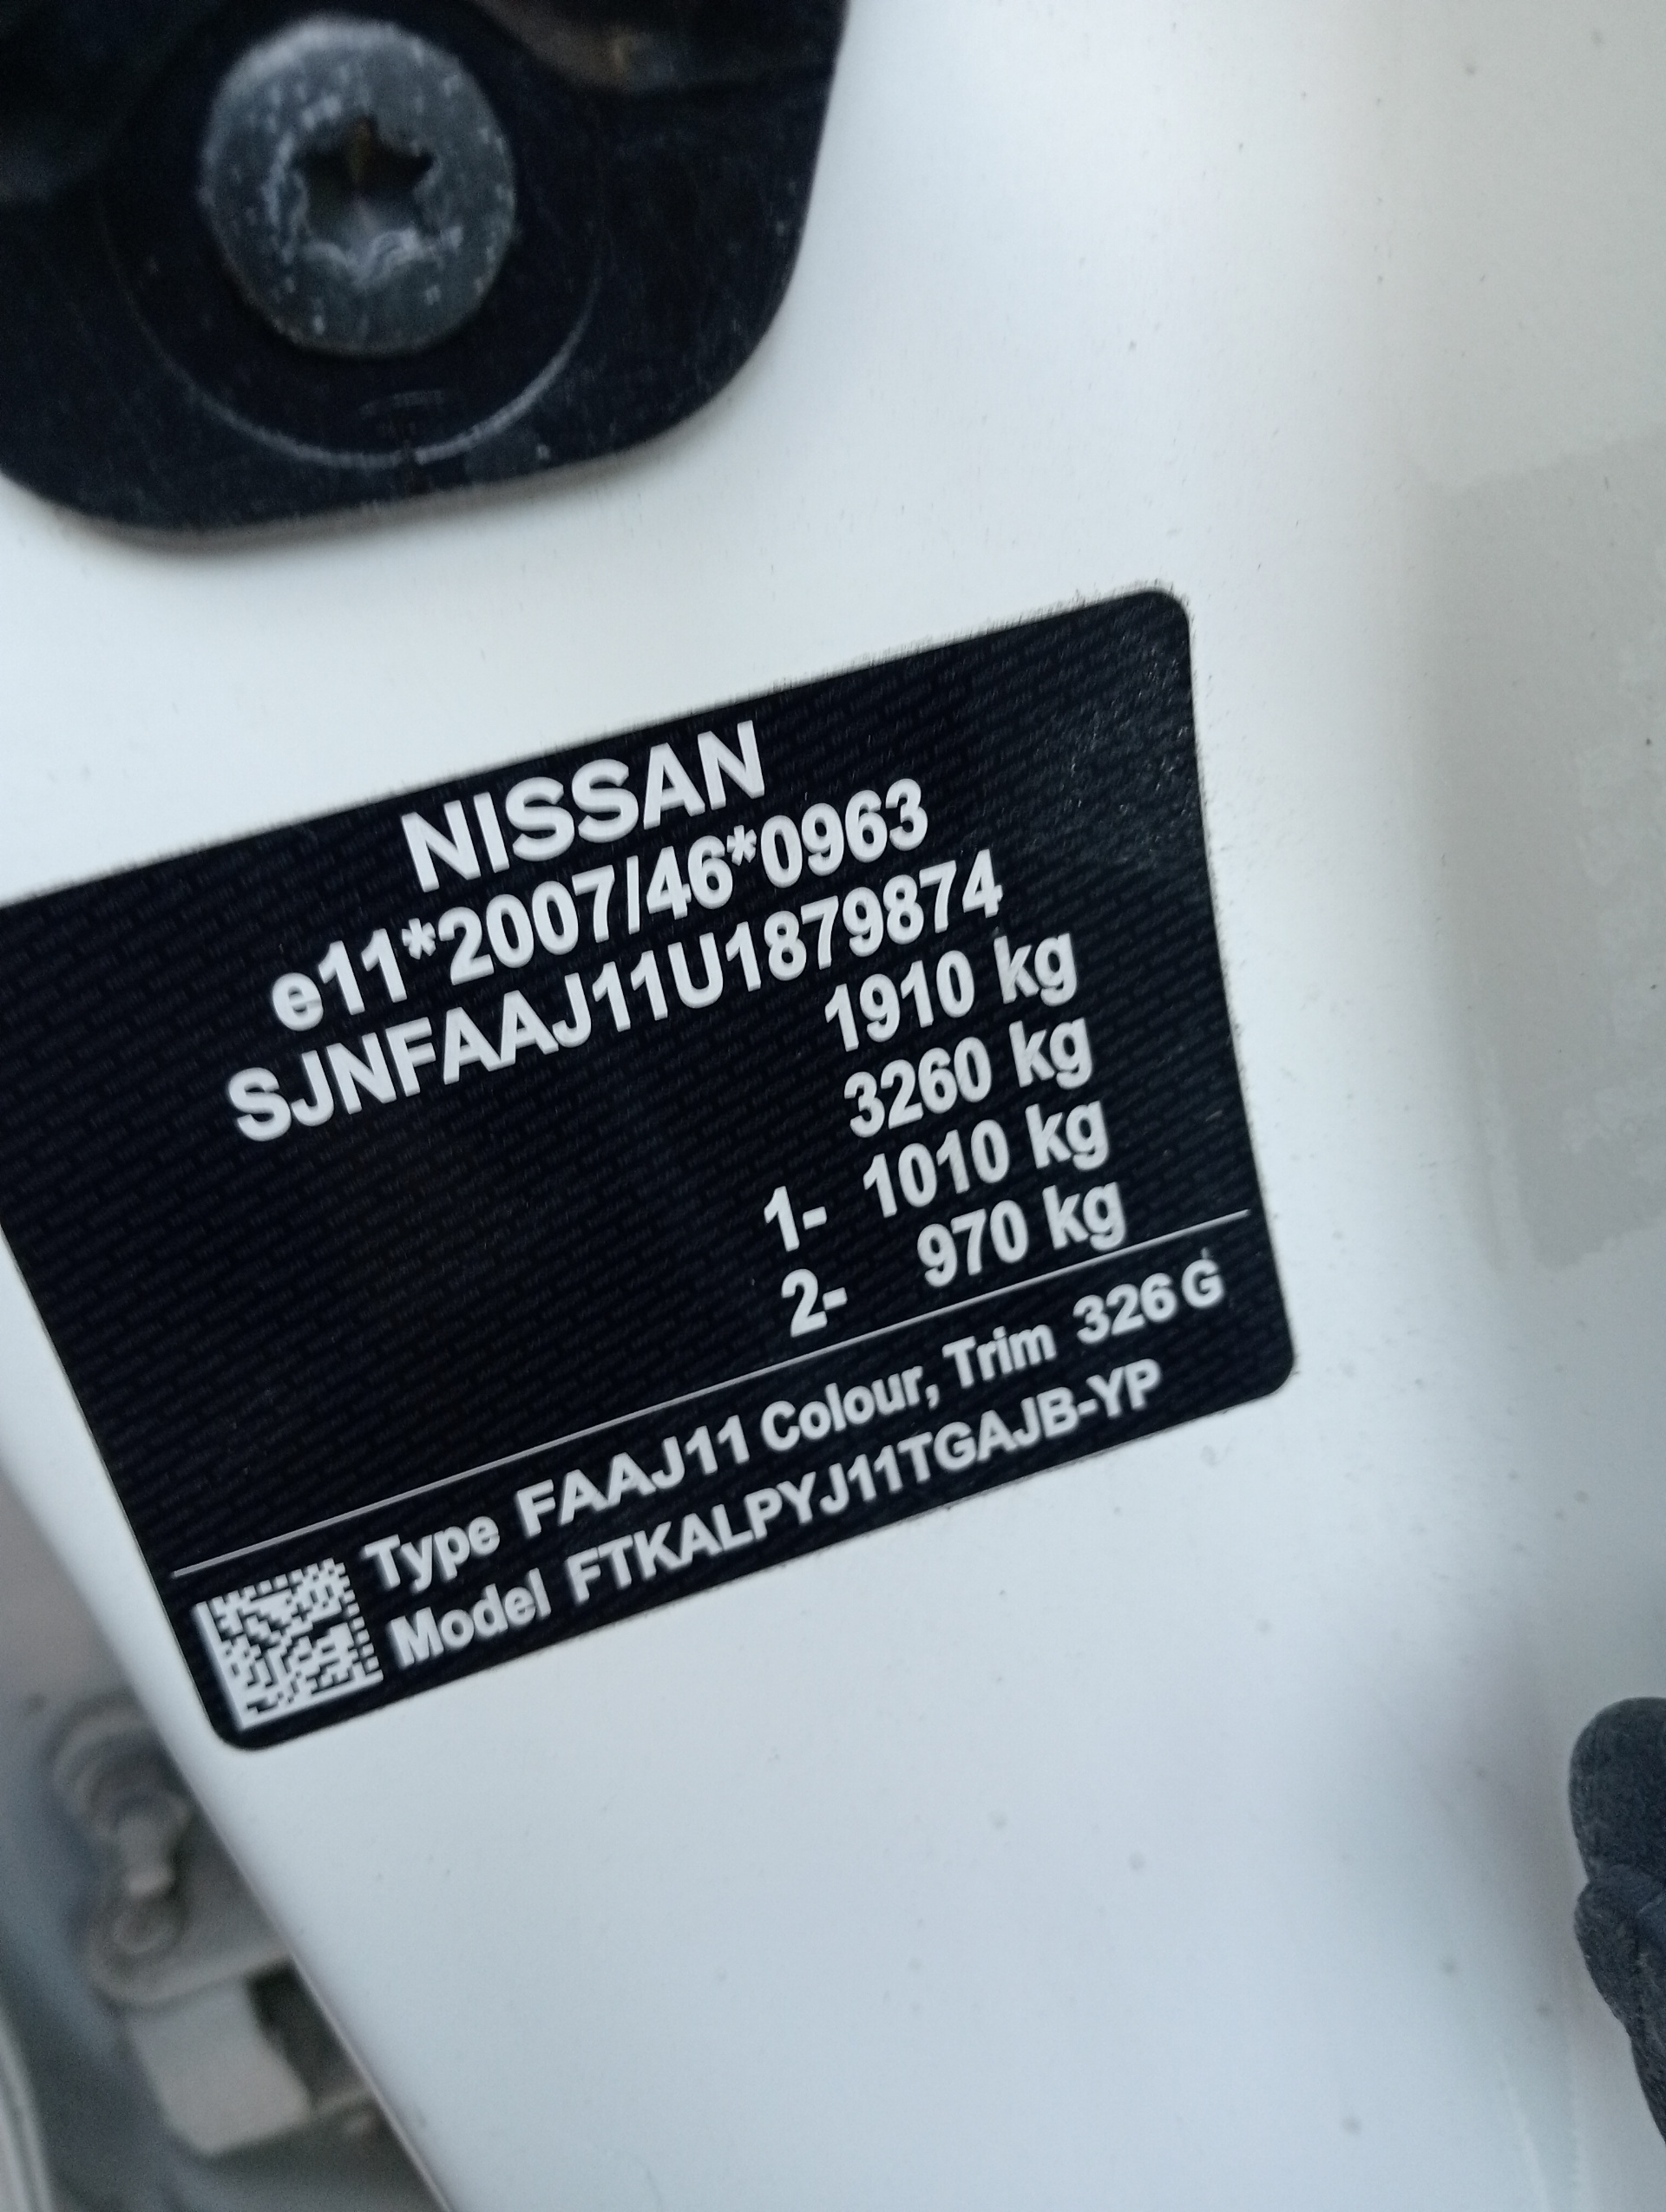 NISSAN
e11*2007/46*0963
SJNFAAJ11U1879874
1910 kg
3260 kg
1- 1010 kg
2- 970 kg
Type FAAJ11 Colour, Trim 326 G
Model FTKALPYJ11TGAJB-YP